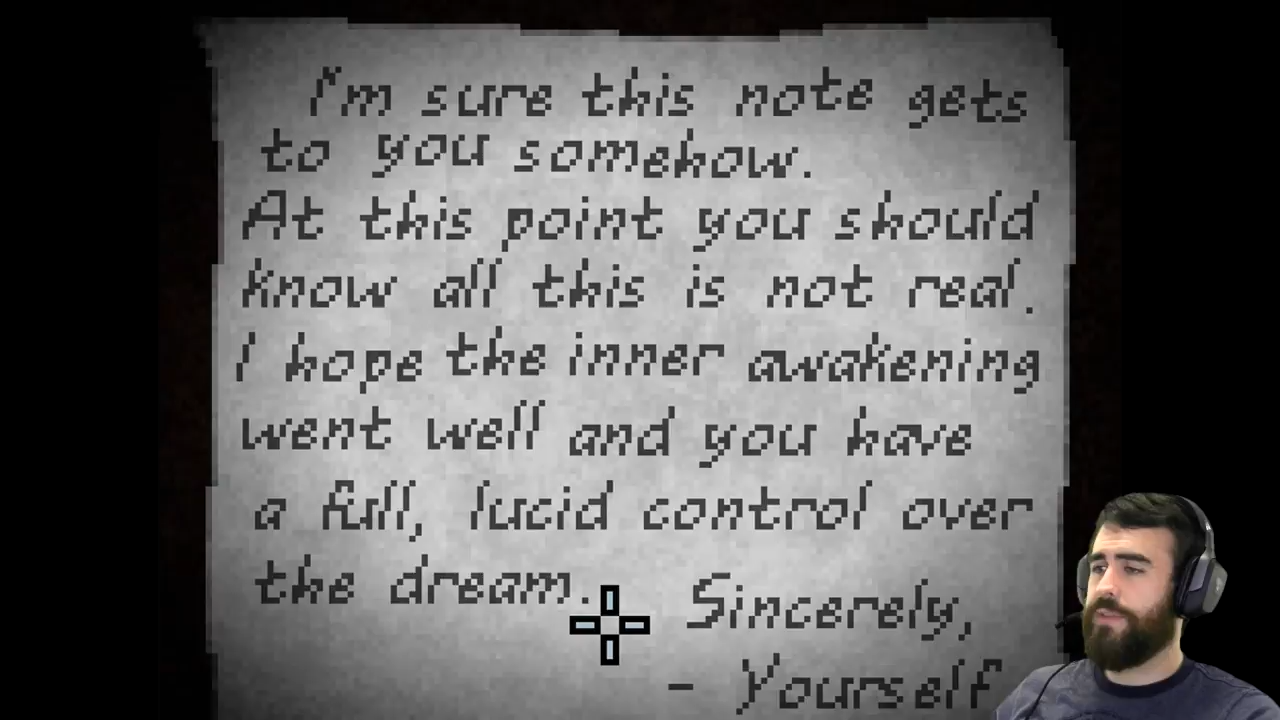 I'm sure this note gets
to you somehow.
At this point you should
know all this is not real.
I hope the inner awakening
went well and you have
a full, lucid control over
the dream. Sincerely,
- Yourself